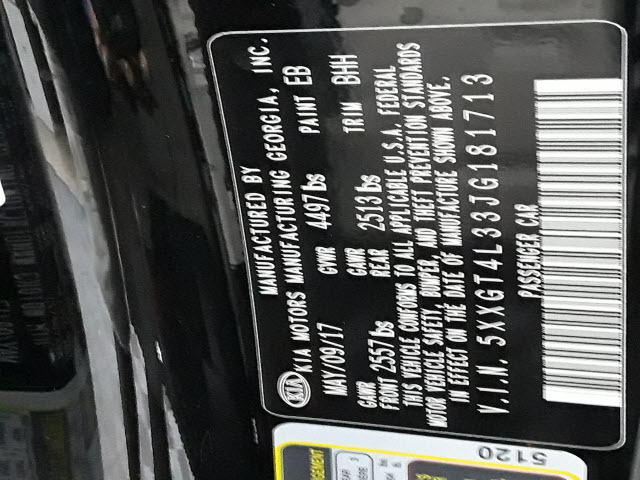 MANUFACTURED BY
KIA KIA MOTORS MANUFACTURING GEORGIA, INC.
MAY/09/17 GVWR 4497lbs PAINT EB
GAWR FRONT 2557lbs GAWR REAR 2513lbs TRIM BHH
THIS VEHICLE CONFORMS TO ALL APPLICABLE U.S.A. FEDERAL
MOTOR VEHICLE SAFETY, BUMPER, AND THEFT PREVENTION STANDARDS
IN EFFECT ON THE DATE OF MANUFACTURE SHOWN ABOVE.
V.I.N. 5XXGT4L33JG181713
PASSENGER CAR
5120